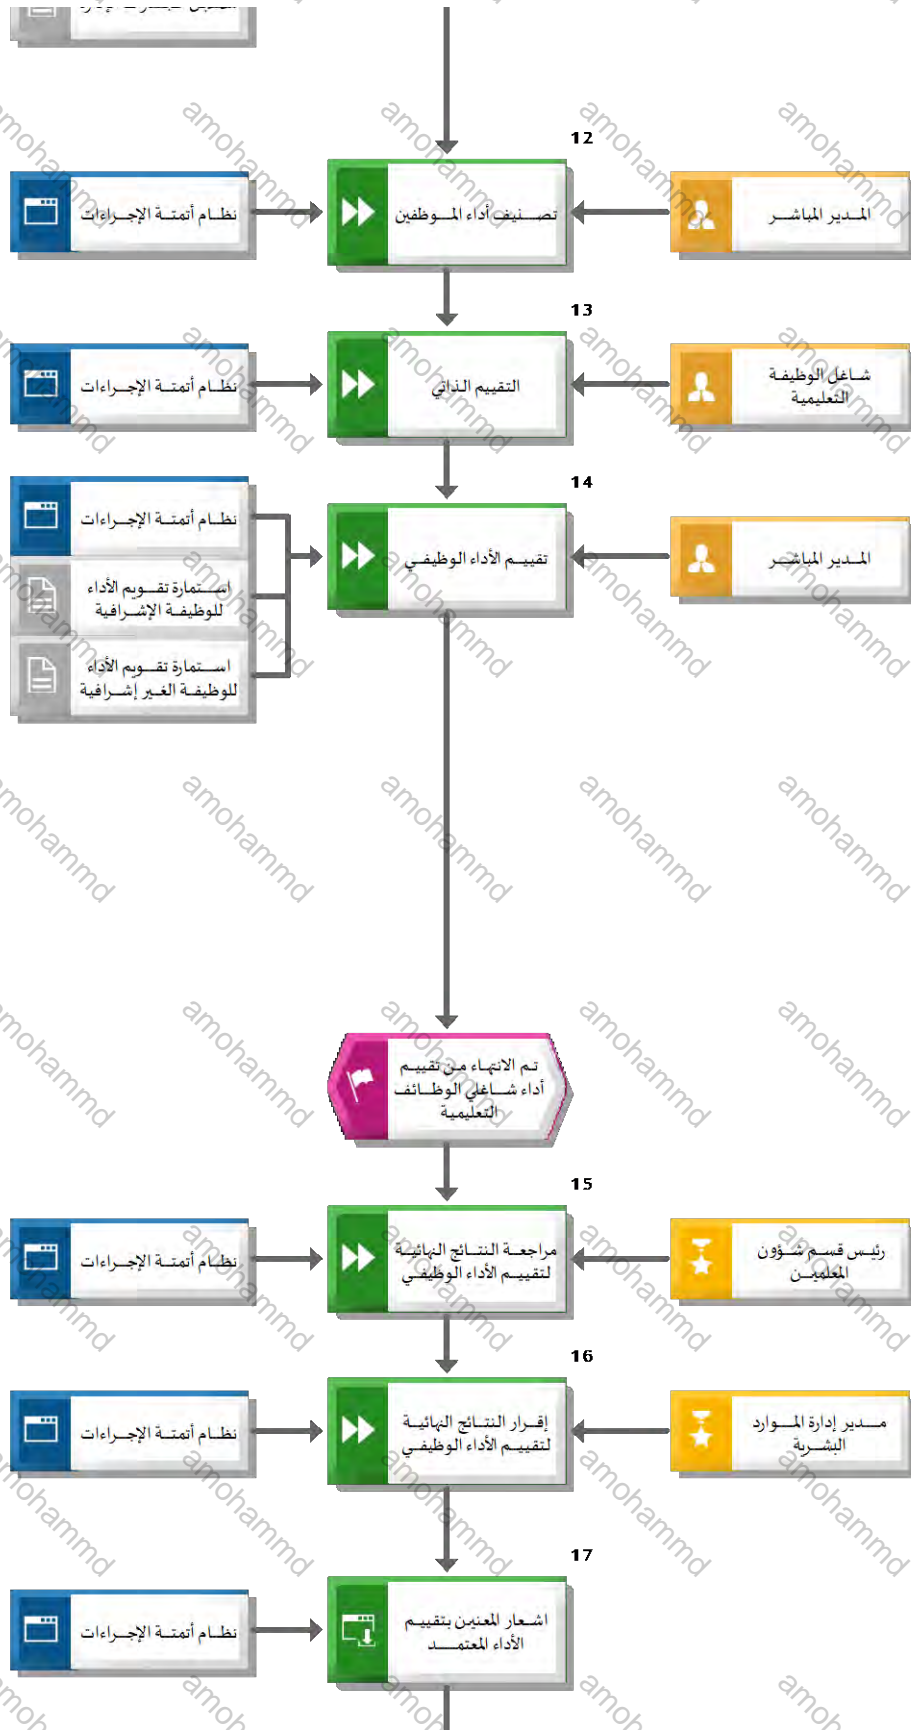 12
المدير المباشر
تصنيف أداء الموظفين
نظام أتمتة الإجراءات
13
شاغل الوظيفة
التعليمية
التقييم الذاتي
نظام أتمتة الإجراءات
14
المدير المباشر
تقييم الأداء الوظيفي
نظام أتمتة الإجراءات
استمارة تقويم الأداء
للوظيفة الإشرافية
استمارة تقويم الأداء
للوظيفة الغير إشرافية
تم الانتهاء من تقييم
أداء شاغلي الوظائف
التعليمية
15
رئيس قسم شؤون
المعلمين
مراجعة النتائج النهائية
لتقييم الأداء الوظيفي
نظام أتمتة الإجراءات
16
مدير إدارة الموارد
البشرية
إقرار النتائج النهائية
لتقييم الأداء الوظيفي
نظام أتمتة الإجراءات
17
اشعار المعنين بتقييم
الأداء المعتمد
نظام أتمتة الإجراءات
amohammd